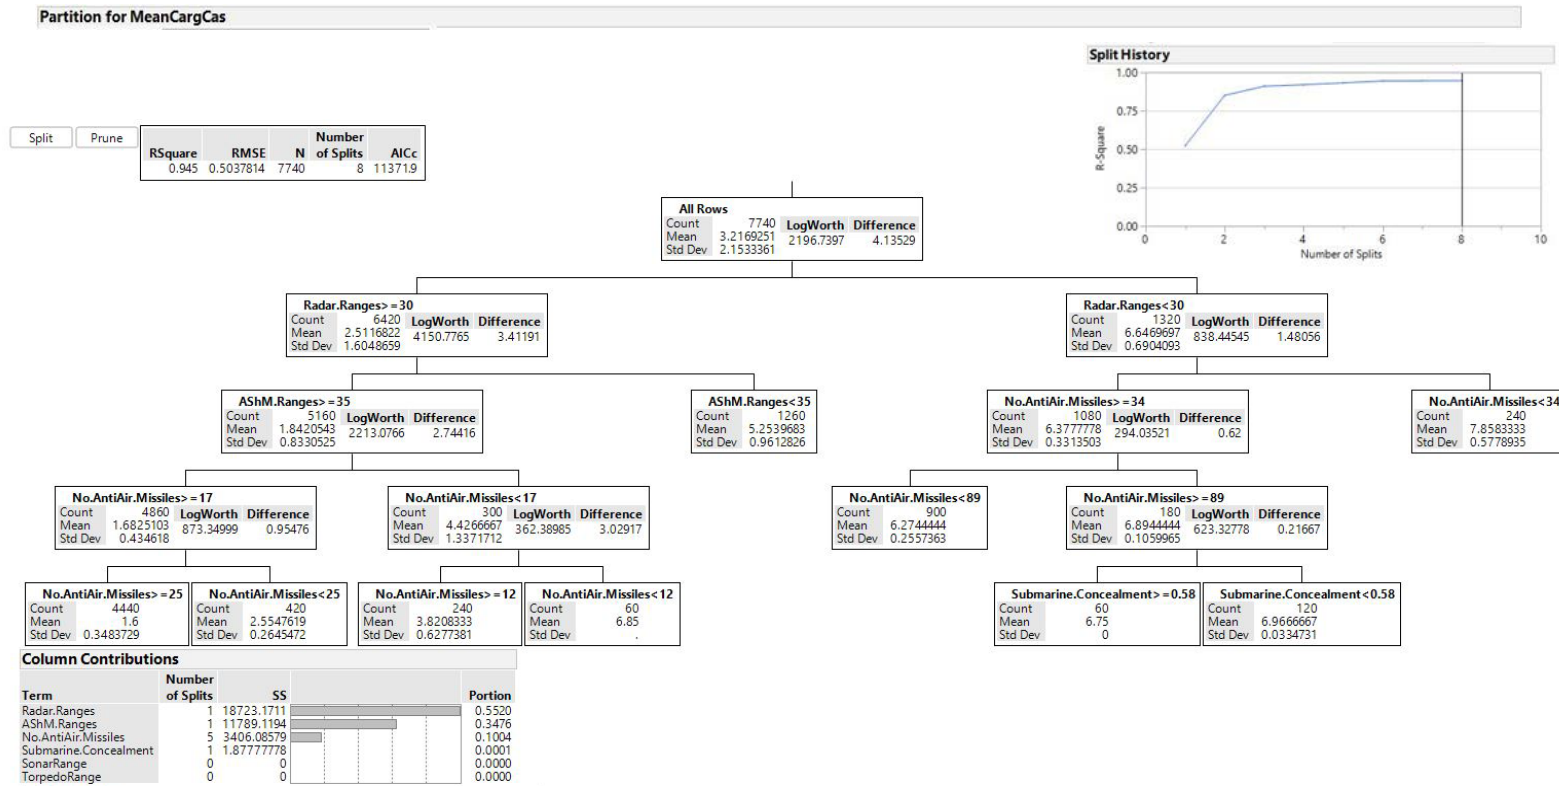 Partition for MeanCargCas
Split History
1.00
0.75
0.50
0.25
0.00
R-Square
0 2 4 6 8 10
Number of Splits
Split Prune
RSquare RMSE N Number of Splits AICc
0.945 0.5037814 7740 8 11371.9
All Rows
Count 7740 LogWorth Difference
Mean 3.2169251 2196.7397 4.13529
Std Dev 2.1533361
Radar.Ranges>=30
Count 6420 LogWorth Difference
Mean 2.5116822 4150.7765 3.41191
Std Dev 1.6048659
Radar.Ranges<30
Count 1320 LogWorth Difference
Mean 6.6469697 838.44545 1.48056
Std Dev 0.6904093
AShM.Ranges>=35
Count 5160 LogWorth Difference
Mean 1.8420543 2213.0766 2.74416
Std Dev 0.8330525
AShM.Ranges<35
Count 1260
Mean 5.2539683
Std Dev 0.9612826
No.AntiAir.Missiles>=34
Count 1080 LogWorth Difference
Mean 6.3777778 294.03521 0.62
Std Dev 0.3313503
No.AntiAir.Missiles<34
Count 240
Mean 7.8583333
Std Dev 0.5778935
No.AntiAir.Missiles>=17
Count 4860 LogWorth Difference
Mean 1.6825103 873.34999 0.95476
Std Dev 0.434618
No.AntiAir.Missiles<17
Count 300 LogWorth Difference
Mean 4.4266667 362.38985 3.02917
Std Dev 1.3371712
No.AntiAir.Missiles<89
Count 900
Mean 6.2744444
Std Dev 0.2557363
No.AntiAir.Missiles>=89
Count 180 LogWorth Difference
Mean 6.8944444 623.32778 0.21667
Std Dev 0.1059965
No.AntiAir.Missiles>=25
Count 4440
Mean 1.6
Std Dev 0.3483729
No.AntiAir.Missiles<25
Count 420
Mean 2.5547619
Std Dev 0.2645472
No.AntiAir.Missiles>=12
Count 240
Mean 3.8208333
Std Dev 0.6277381
No.AntiAir.Missiles<12
Count 60
Mean 6.85
Std Dev .
Submarine.Concealment>=0.58
Count 60
Mean 6.75
Std Dev 0
Submarine.Concealment<0.58
Count 120
Mean 6.9666667
Std Dev 0.0334731
Column Contributions
Term Number of Splits SS Portion
Radar.Ranges 1 18723.1711 0.5520
AShM.Ranges 1 11789.1194 0.3476
No.AntiAir.Missiles 5 3406.08579 0.1004
Submarine.Concealment 1 1.87777778 0.0001
SonarRange 0 0 0.0000
TorpedoRange 0 0 0.0000